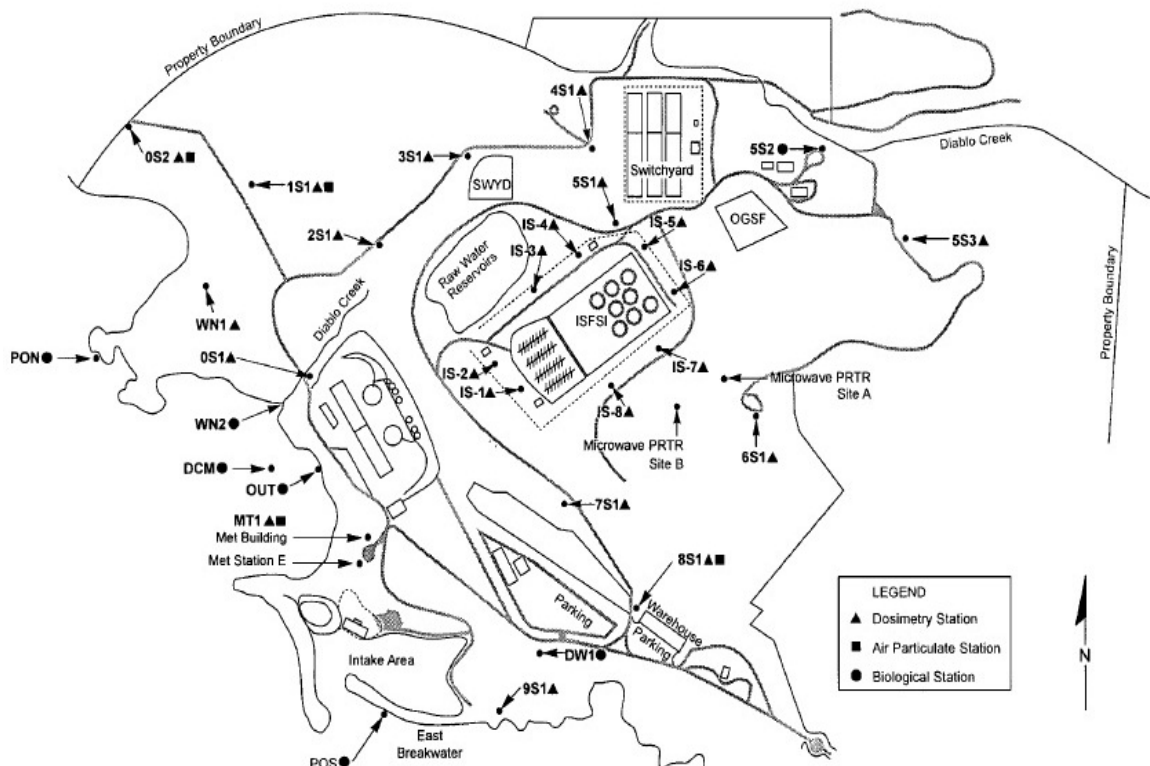 Property Boundary
4S1▲
0S2▲■
1S1▲■
3S1▲
SWYD
Switchyard
5S2●
Diablo Creek
5S1▲
2S1▲
IS-4▲
IS-5▲
OGSF
5S3▲
IS-3▲
Raw Water
Reservoirs
IS-6▲
Property Boundary
Diablo Creek
WN1▲
ISFSI
PON●
0S1▲
IS-2▲
IS-7▲
IS-1▲
IS-8▲
Microwave PRTR
Site A
WN2●
Microwave PRTR
Site B
6S1▲
DCM●
OUT●
7S1▲
MT1▲■
Met Building
Met Station E
8S1▲■
Parking
Warehouse
Parking
LEGEND
▲ Dosimetry Station
■ Air Particulate Station
● Biological Station
N
Intake Area
DW1●
9S1▲
East
Breakwater
POS●